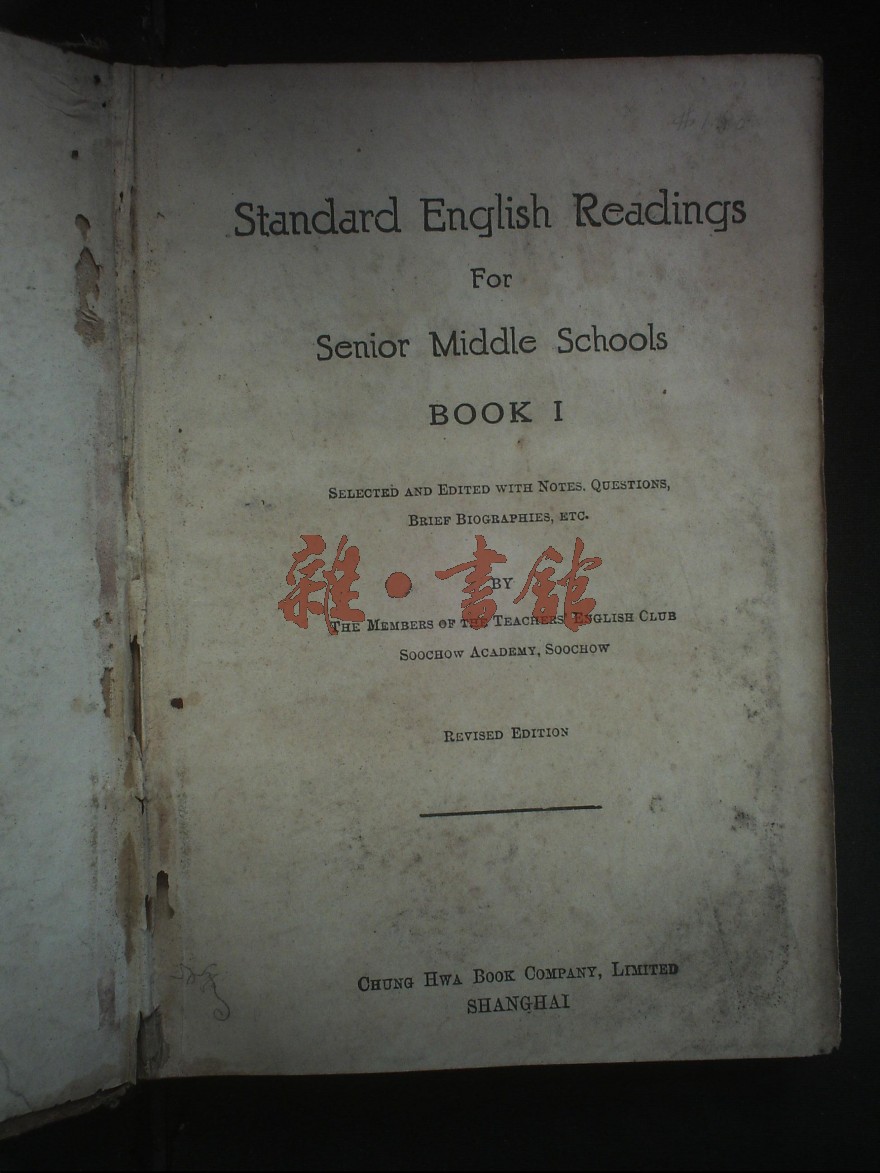 Standard English Readings
For
Senior Middle Schools
BOOK I
SELECTED AND EDITED WITH NOTES, QUESTIONS,
BRIEF BIOGRAPHIES, ETC.
雜·書館
BY
THE MEMBERS OF THE TEACHERS' ENGLISH CLUB
SOOCHOW ACADEMY, SOOCHOW
REVISED EDITION
CHUNG HWA BOOK COMPANY, LIMITED
SHANGHAI